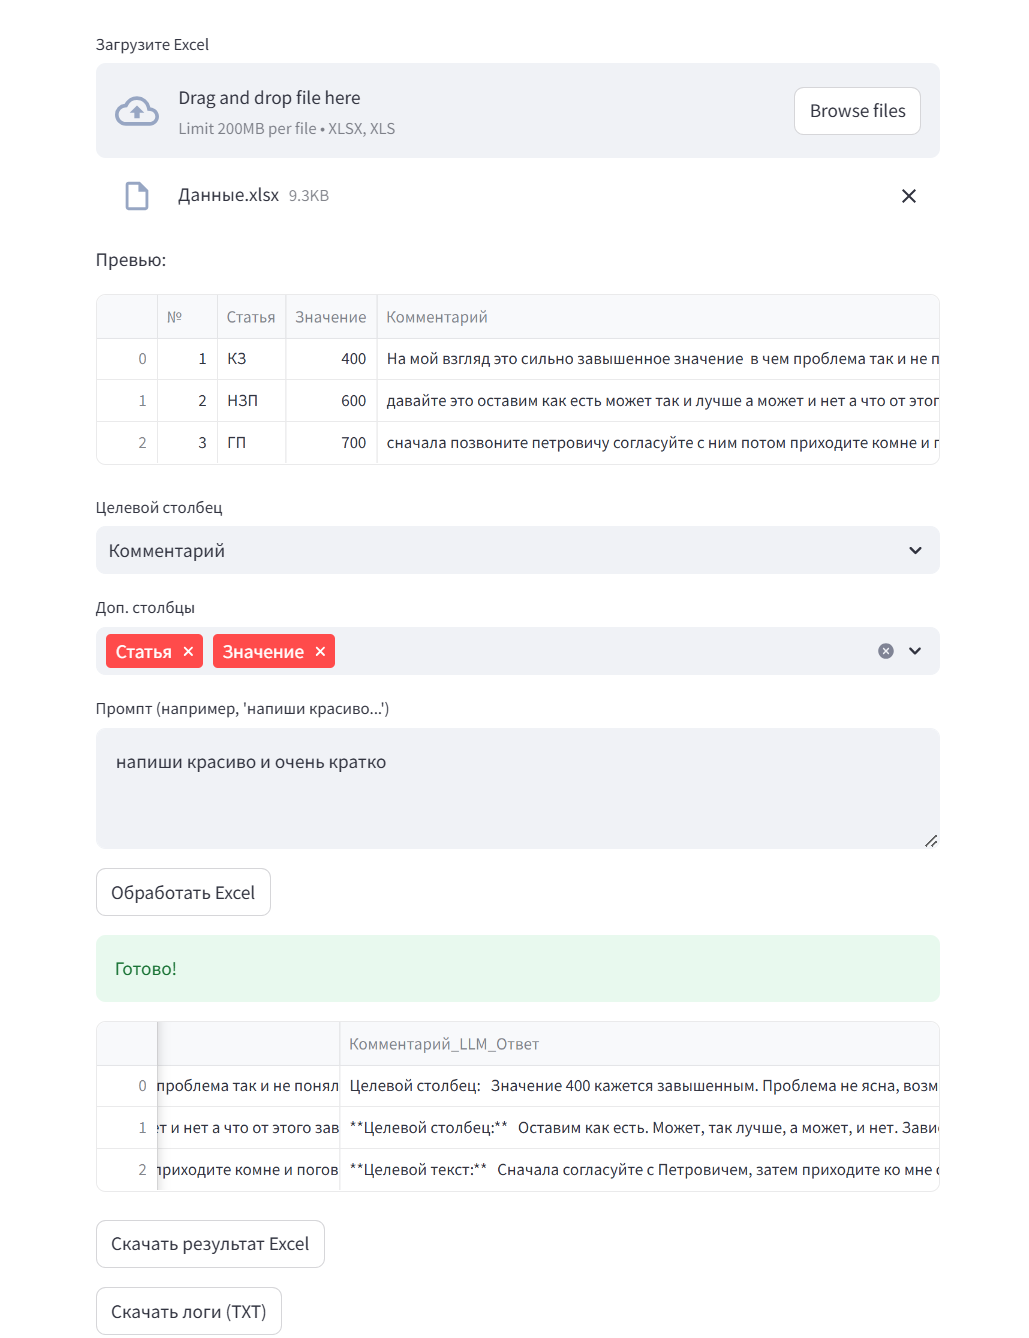 Загрузите Excel
Drag and drop file here
Limit 200MB per file • XLSX, XLS
Browse files
Данные.xlsx 9.3KB
Превью:
№ Статья Значение Комментарий
0 1 КЗ 400 На мой взгляд это сильно завышенное значение  в чем проблема так и не п
1 2 НЗП 600 давайте это оставим как есть может так и лучше а может и нет а что от этог
2 3 ГП 700 сначала позвоните петровичу согласуйте с ним потом приходите комне и г
Целевой столбец
Комментарий
Доп. столбцы
Статья Значение
Промпт (например, 'напиши красиво...')
напиши красиво и очень кратко
Обработать Excel
Готово!
Комментарий_LLM_Ответ
0 проблема так и не понял Целевой столбец:   Значение 400 кажется завышенным. Проблема не ясна, возм
1 ет и нет а что от этого зав **Целевой столбец:**   Оставим как есть. Может, так лучше, а может, и нет. Зави
2 приходите комне и погов **Целевой текст:**   Сначала согласуйте с Петровичем, затем приходите ко мне
Скачать результат Excel
Скачать логи (TXT)